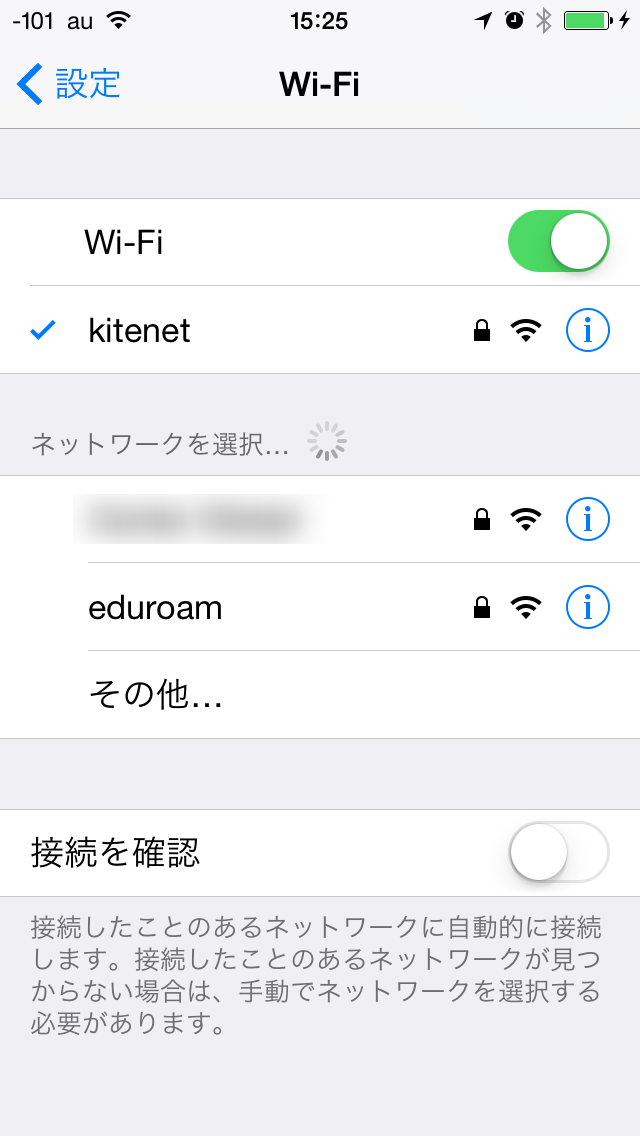 -101 au 15:25
設定 Wi-Fi
Wi-Fi
kitenet
ネットワークを選択...
eduroam
その他...
接続を確認
接続したことのあるネットワークに自動的に接続
します。接続したことのあるネットワークが見つ
からない場合は、手動でネットワークを選択する
必要があります。